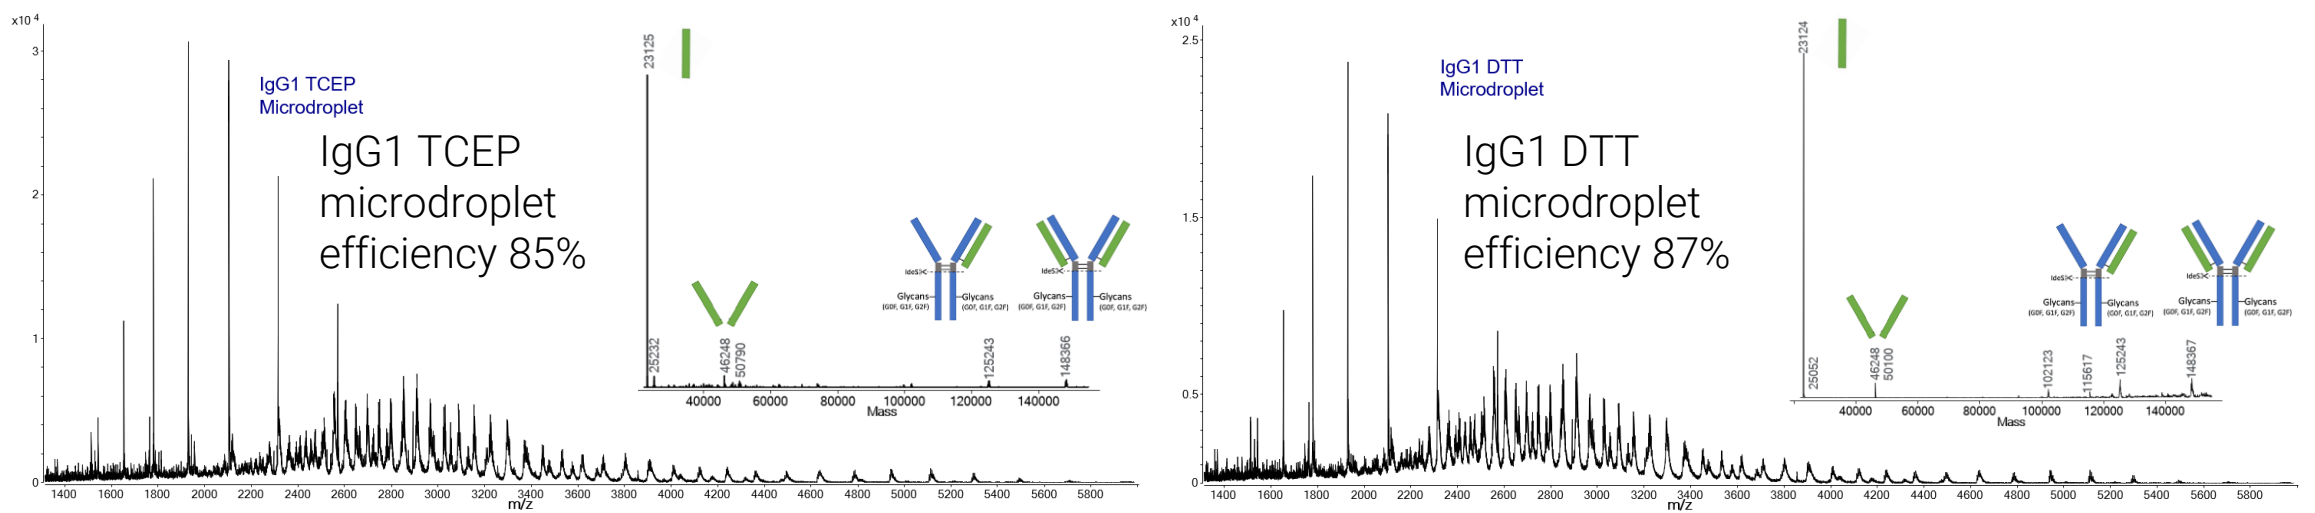 x10 4
3
2
1
0
IgG1 TCEP
Microdroplet
IgG1 TCEP
microdroplet
efficiency 85%
23125
25232
46248
50790
125243
148366
IdeS
Glycans
(G0F, G1F, G2F)
Glycans
(G0F, G1F, G2F)
IdeS
Glycans
(G0F, G1F, G2F)
Glycans
(G0F, G1F, G2F)
40000 60000 80000 100000 120000 140000
Mass
1400 1600 1800 2000 2200 2400 2600 2800 3000 3200 3400 3600 3800 4000 4200 4400 4600 4800 5000 5200 5400 5600 5800
m/z
x10 4
2.5
1.5
0.5
0
IgG1 DTT
Microdroplet
IgG1 DTT
microdroplet
efficiency 87%
23124
25052
46248
50100
102123
115617
125243
148367
IdeS
Glycans
(G0F, G1F, G2F)
Glycans
(G0F, G1F, G2F)
IdeS
Glycans
(G0F, G1F, G2F)
Glycans
(G0F, G1F, G2F)
40000 60000 80000 100000 120000 140000
Mass
1400 1600 1800 2000 2200 2400 2600 2800 3000 3200 3400 3600 3800 4000 4200 4400 4600 4800 5000 5200 5400 5600 5800
m/z